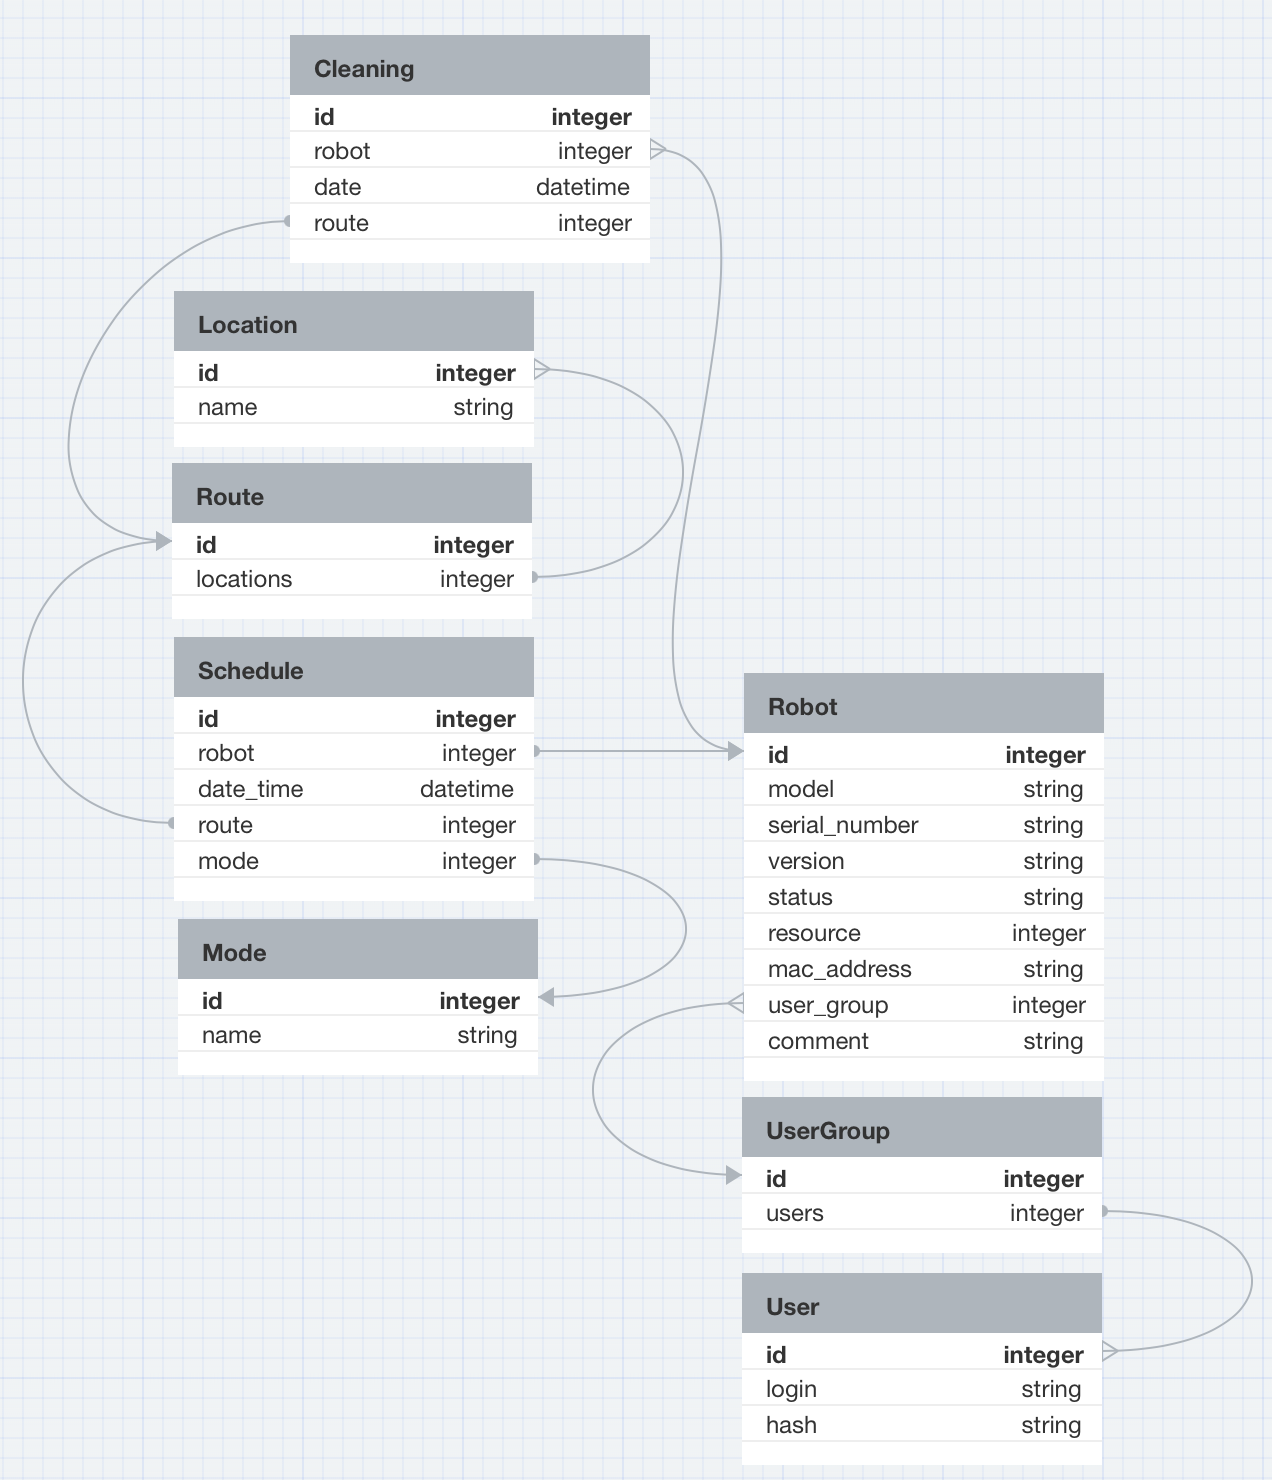 Cleaning
id integer
robot integer
date datetime
route integer
Location
id integer
name string
Route
id integer
locations integer
Schedule
id integer
robot integer
date_time datetime
route integer
mode integer
Mode
id integer
name string
Robot
id integer
model string
serial_number string
version string
status string
resource integer
mac_address string
user_group integer
comment string
UserGroup
id integer
users integer
User
id integer
login string
hash string